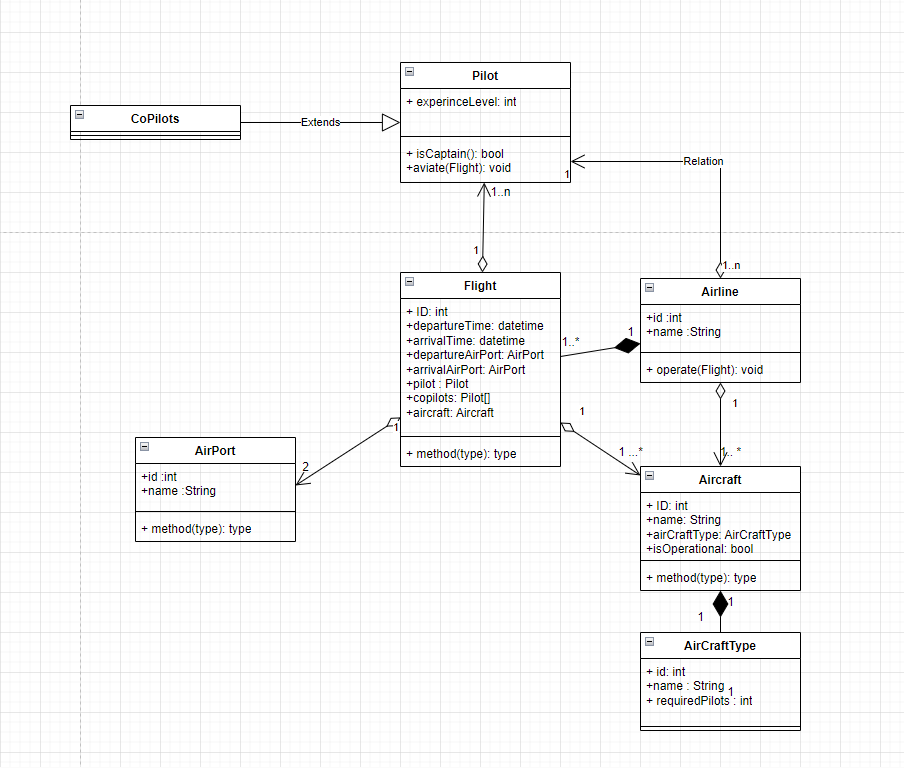 Pilot
+ experinceLevel: int
+ isCaptain(): bool
+aviate(Flight): void
1
CoPilots
Extends
Relation
1..n
1
1..n
Flight
+ ID: int
+departureTime: datetime
+arrivalTime: datetime
+departureAirPort: AirPort
+arrivalAirPort: AirPort
+pilot : Pilot
+copilots: Pilot[]
+aircraft: Aircraft
+ method(type): type
Airline
+id :int
+name :String
+ operate(Flight): void
1
1..*
1
1
1 ...*
1.. *
1
2
AirPort
+id :int
+name :String
+ method(type): type
Aircraft
+ ID: int
+name: String
+airCraftType: AirCraftType
+isOperational: bool
+ method(type): type
1
1
AirCraftType
+ id: int
+name : String
1
+ requiredPilots : int